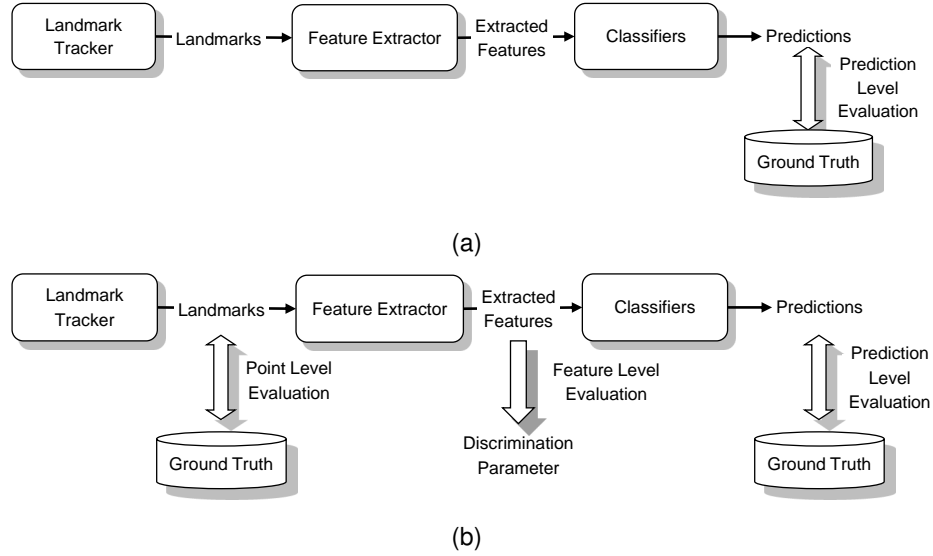 Landmark
Tracker
Landmarks
Feature Extractor
Extracted
Features
Classifiers
Predictions
Prediction
Level
Evaluation
Ground Truth
(a)
Landmark
Tracker
Landmarks
Feature Extractor
Extracted
Features
Classifiers
Predictions
Point Level
Evaluation
Feature Level
Evaluation
Prediction
Level
Evaluation
Ground Truth
Discrimination
Parameter
Ground Truth
(b)